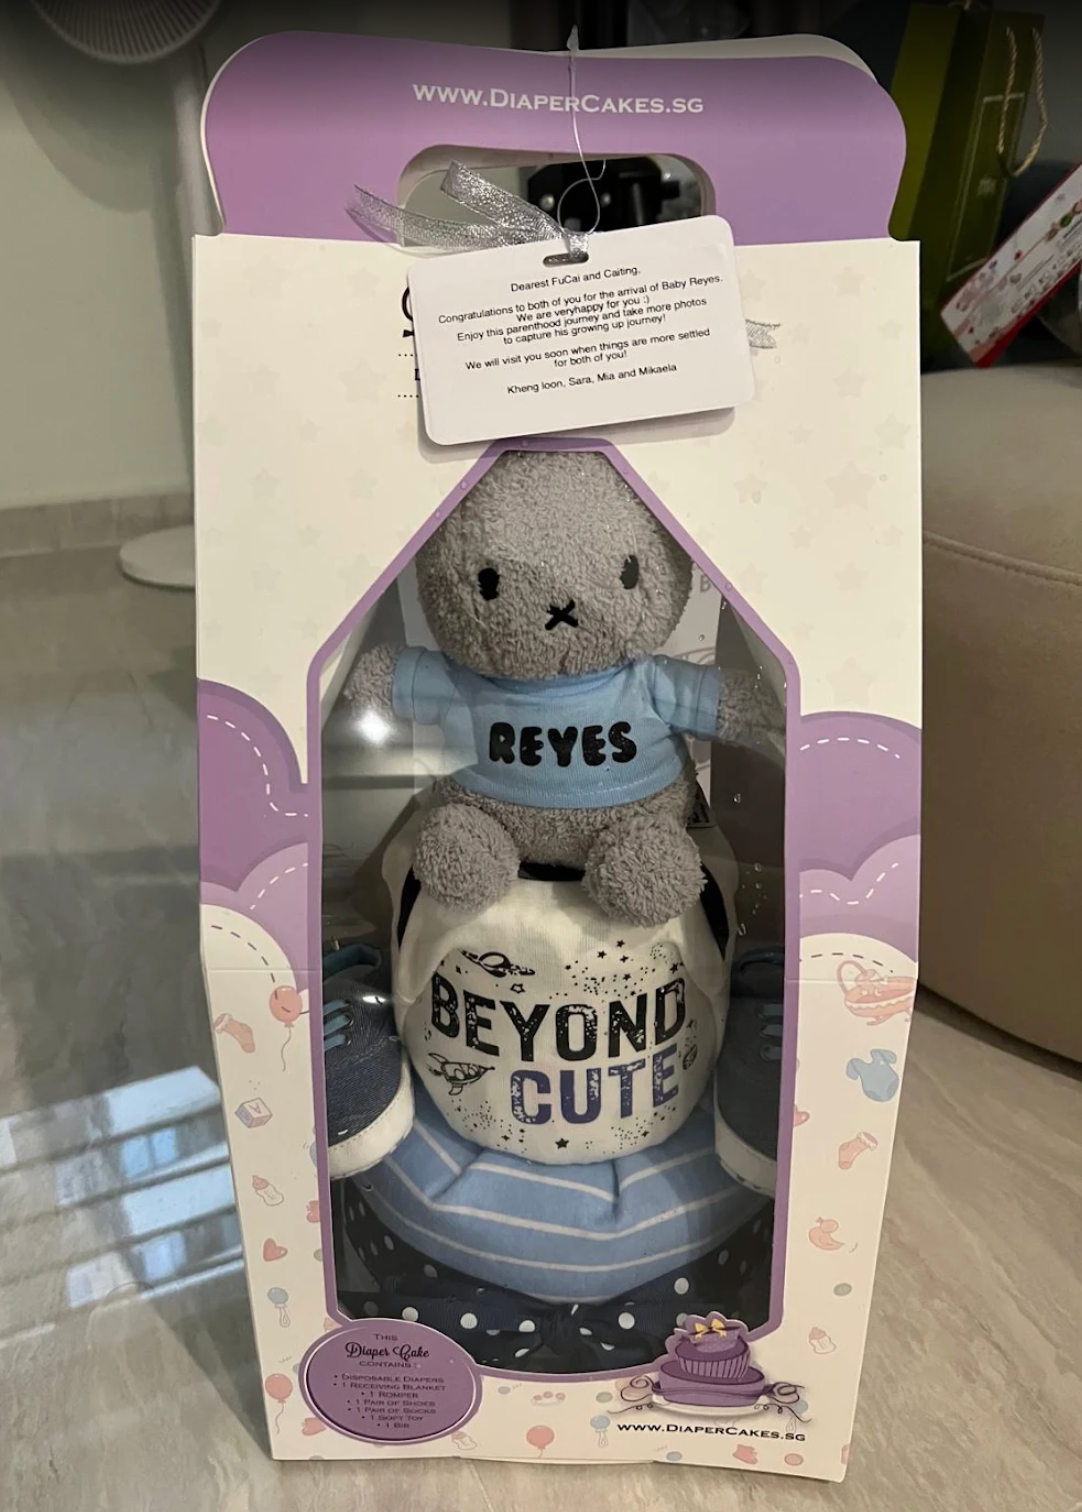 WWW.DIAPERCAKES.SG
Dearest FuCai and Caiting,
Congratulations to both of you for the arrival of Baby Reyes.
We are veryhappy for you :)
Enjoy this parenthood journey and take more photos
to capture his growing up journey!
We will visit you soon when things are more settled
for both of you!
Kheng loon, Sara, Mia and Mikaela
REYES
BEYOND
CUTE
THIS
Diaper Cake
CONTAINS:
• DISPOSABLE DIAPERS
• 1 RECEIVING BLANKET
• 1 ROMPER
• 1 PAIR OF SHOES
• 1 PAIR OF SOCKS
• 1 SOFT TOY
• 1 BIB
WWW.DIAPERCAKES.SG